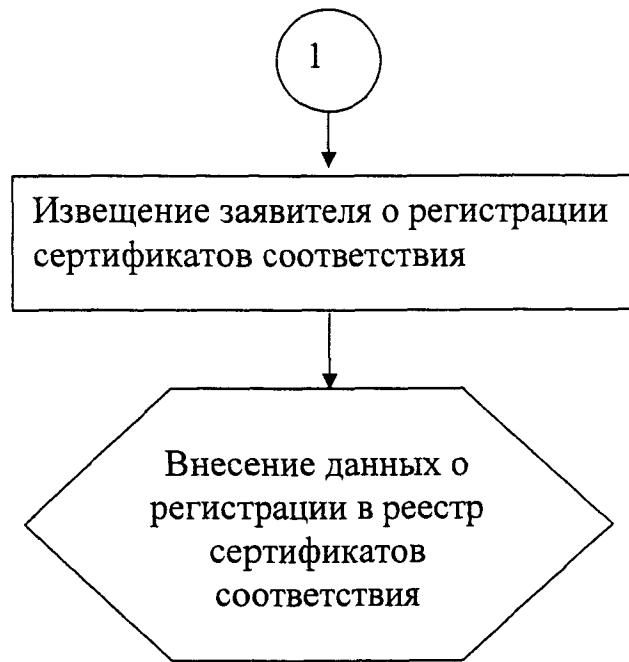 1
Извещение заявителя о регистрации
сертификатов соответствия
Внесение данных о
регистрации в реестр
сертификатов
соответствия